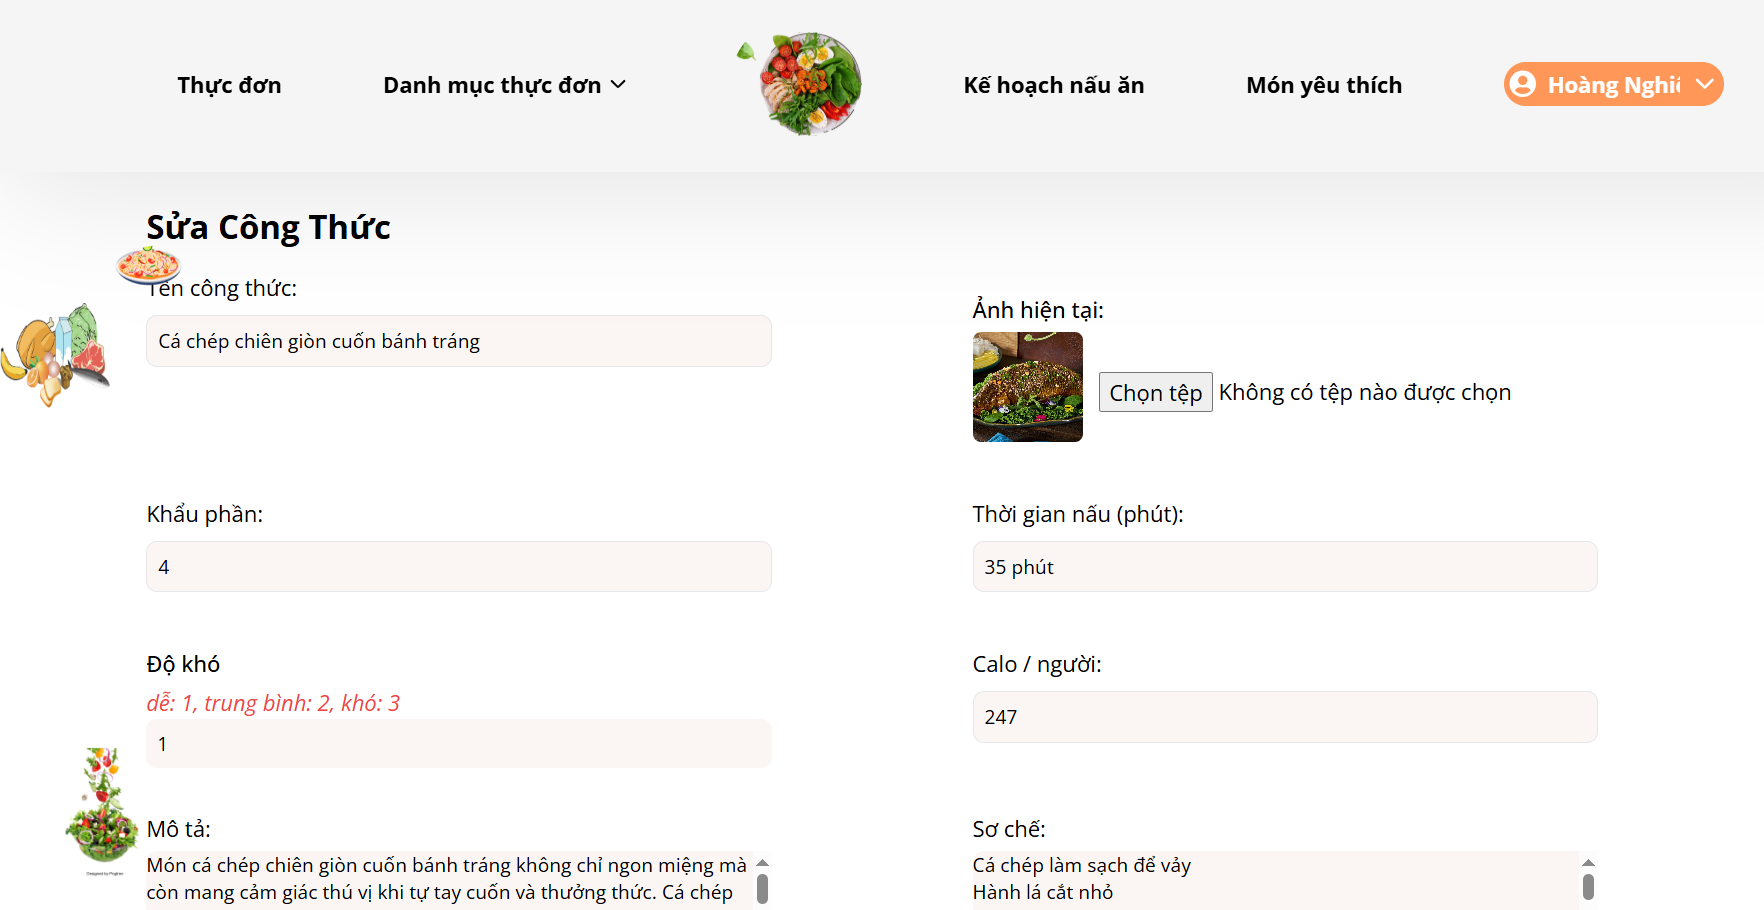 Thực đơn
Danh mục thực đơn
Kế hoạch nấu ăn
Món yêu thích
Hoàng
Sửa Công Thức
Tên công thức:
Cá chép chiên giòn cuốn bánh tráng
Ảnh hiện tại:
Chọn tệp Không có tệp nào được chọn
Khẩu phần:
4
Thời gian nấu (phút):
35 phút
Độ khó
dễ: 1, trung bình: 2, khó: 3
1
Calo / người:
247
Mô tả:
Món cá chép chiên giòn cuốn bánh tráng không chỉ ngon miệng mà
còn mang cảm giác thú vị khi tự tay cuốn và thưởng thức. Cá chép
Sơ chế:
Cá chép làm sạch để vảy
Hành lá cắt nhỏ